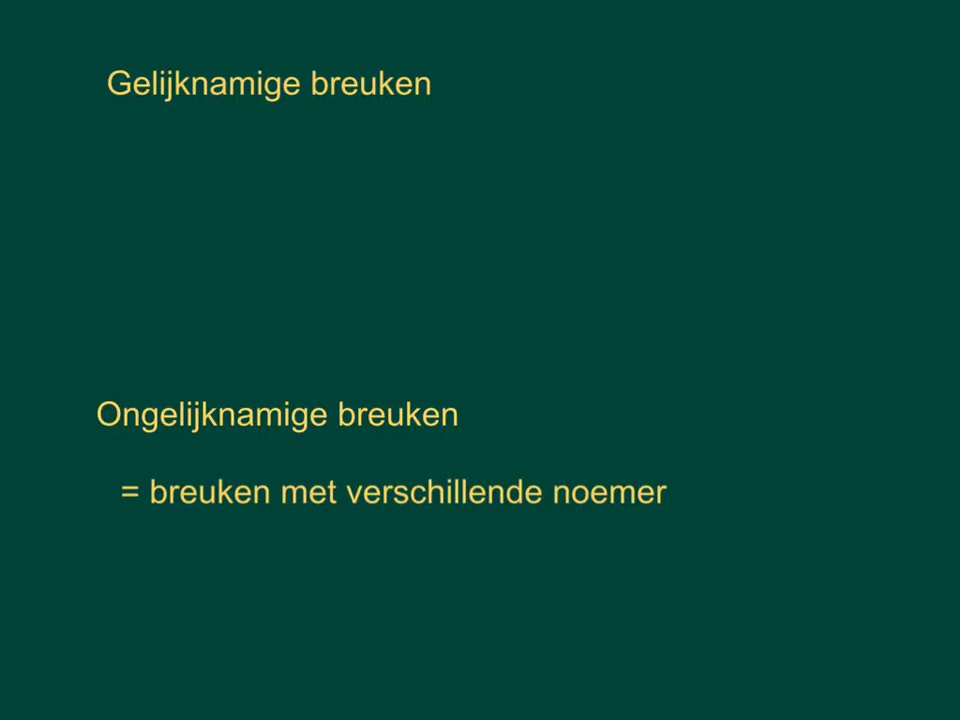 Gelijknamige breuken
Ongelijknamige breuken
= breuken met verschillende noemer